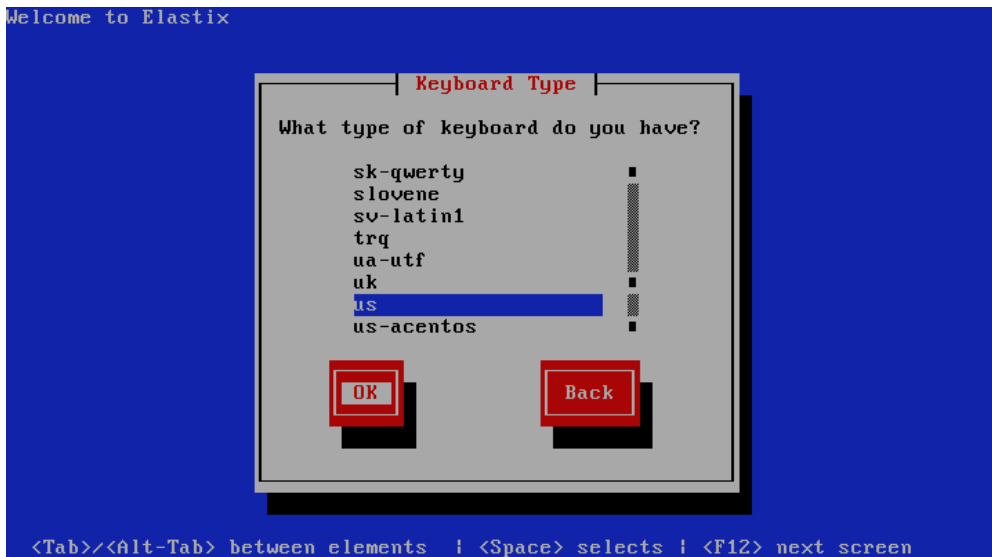 Welcome to Elastix
Keyboard Type
What type of keyboard do you have?
sk-qwerty
slovene
sv-latin1
trq
ua-utf
uk
us
us-acentos
OK Back
<Tab>/<Alt-Tab> between elements | <Space> selects | <F12> next screen